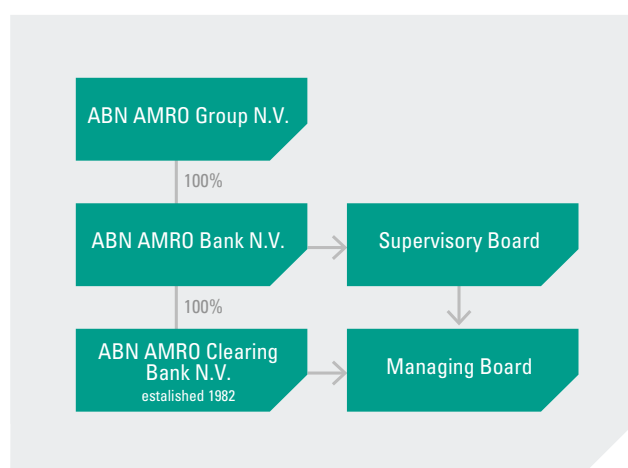 ABN AMRO Group N.V.
100%
ABN AMRO Bank N.V.
Supervisory Board
100%
ABN AMRO Clearing
Bank N.V.
estalished 1982
Managing Board